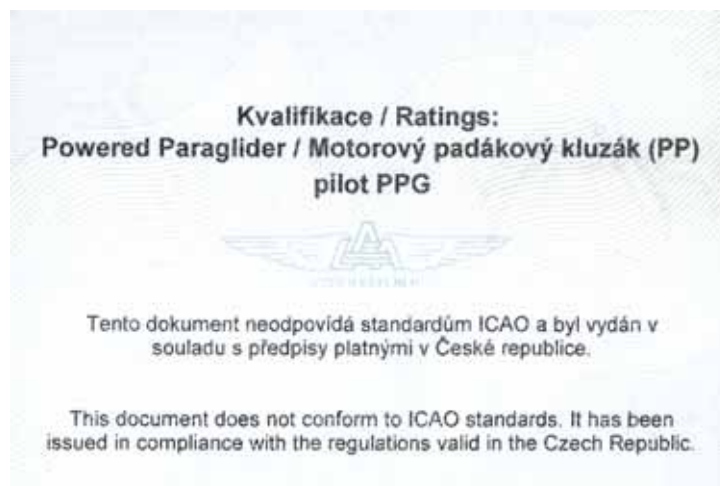 Kvalifikace / Ratings:
Powered Paraglider / Motorový padákový kluzák (PP)
pilot PPG
LAA
Tento dokument neodpovídá standardům ICAO a byl vydán v
souladu s předpisy platnými v České republice.
This document does not conform to ICAO standards. It has been
issued in compliance with the regulations valid in the Czech Republic.